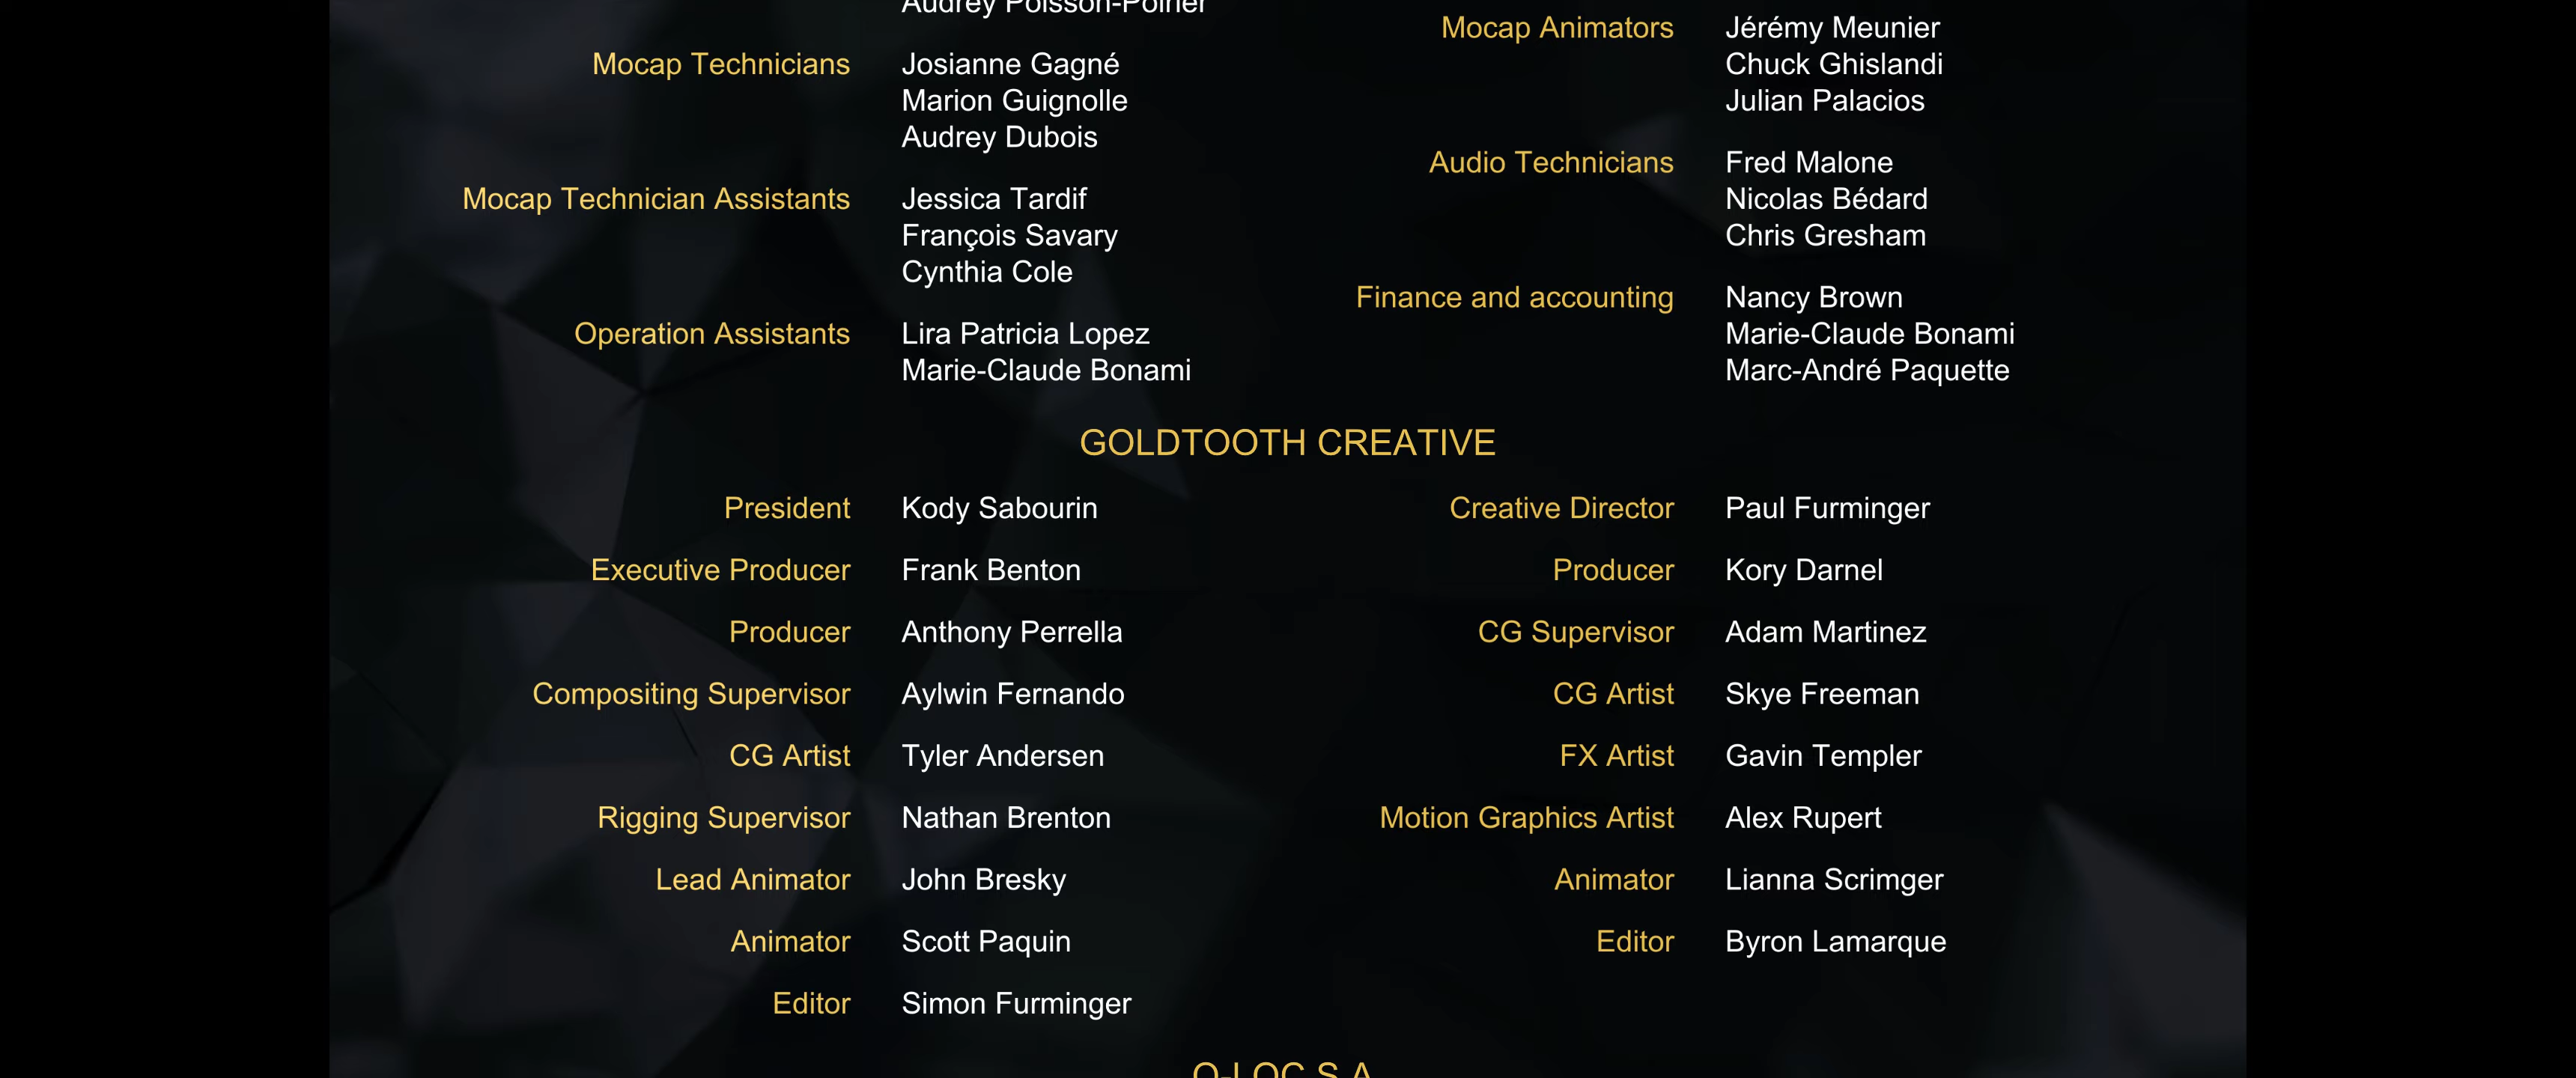 Audrey Poisson-Poirier
Mocap Technicians Josianne Gagné
Marion Guignolle
Audrey Dubois
Mocap Technician Assistants Jessica Tardif
François Savary
Cynthia Cole
Operation Assistants Lira Patricia Lopez
Marie-Claude Bonami
Mocap Animators Jérémy Meunier
Chuck Ghislandi
Julian Palacios
Audio Technicians Fred Malone
Nicolas Bédard
Chris Gresham
Finance and accounting Nancy Brown
Marie-Claude Bonami
Marc-André Paquette
GOLDTOOTH CREATIVE
President Kody Sabourin
Creative Director Paul Furminger
Executive Producer Frank Benton
Producer Kory Darnel
Producer Anthony Perrella
CG Supervisor Adam Martinez
Compositing Supervisor Aylwin Fernando
CG Artist Skye Freeman
CG Artist Tyler Andersen
FX Artist Gavin Templer
Rigging Supervisor Nathan Brenton
Motion Graphics Artist Alex Rupert
Lead Animator John Bresky
Animator Lianna Scrimger
Animator Scott Paquin
Editor Byron Lamarque
Editor Simon Furminger